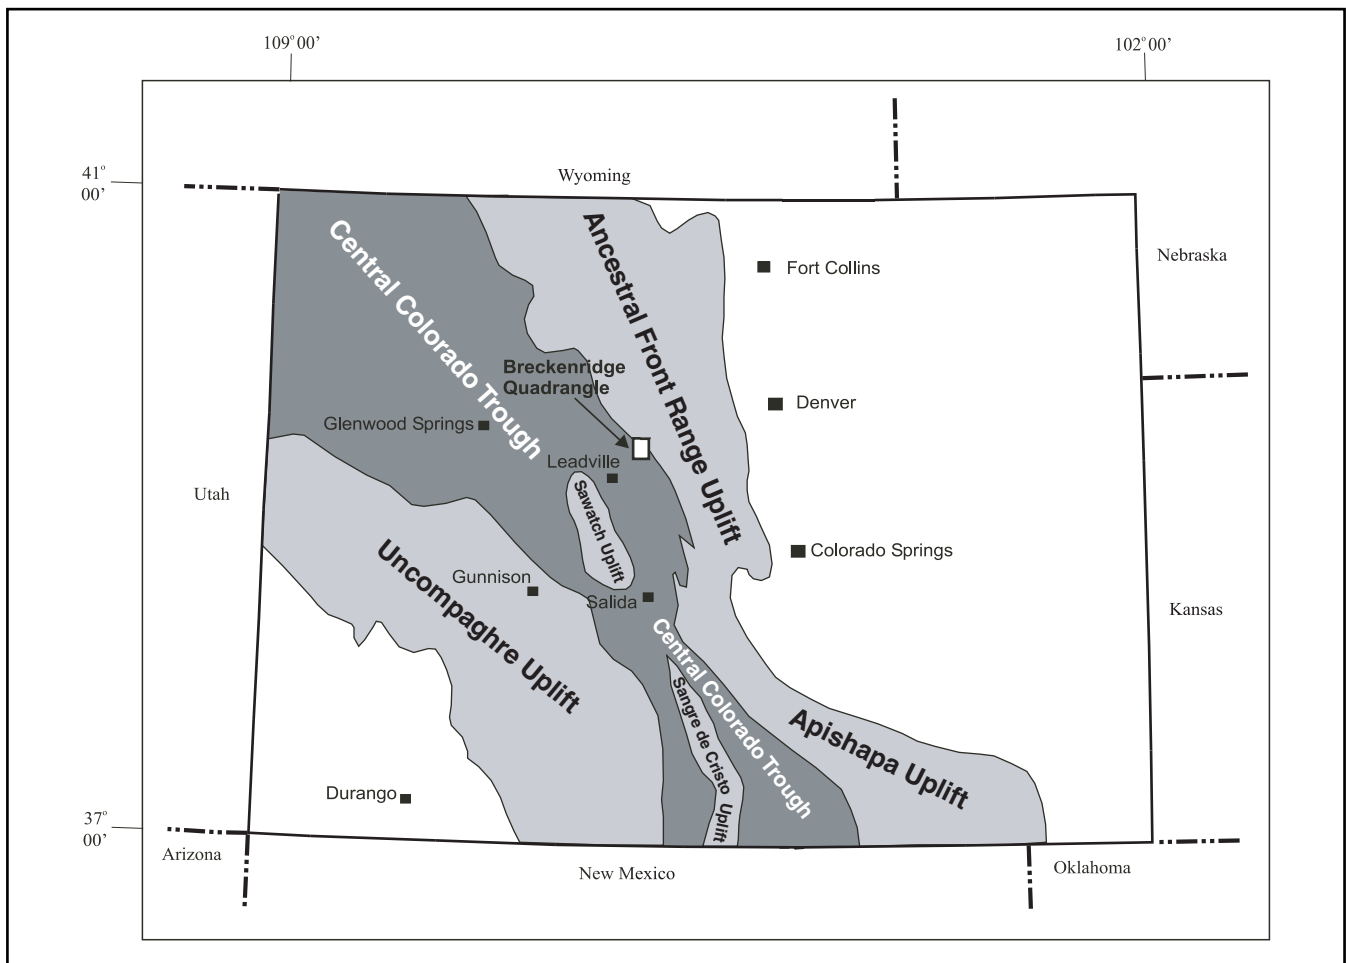 109°00’
102°00’
41°
00’
Wyoming
Nebraska
Central Colorado Trough
Ancestral Front Range Uplift
Fort Collins
Breckenridge
Quadrangle
Denver
Glenwood Springs
Leadville
Utah
Sawatch Uplift
Colorado Springs
Uncompaghre Uplift
Gunnison
Salida
Kansas
Central Colorado Trough
Sangre de Cristo Uplift
Apishapa Uplift
Durango
37°
00’
Arizona
New Mexico
Oklahoma